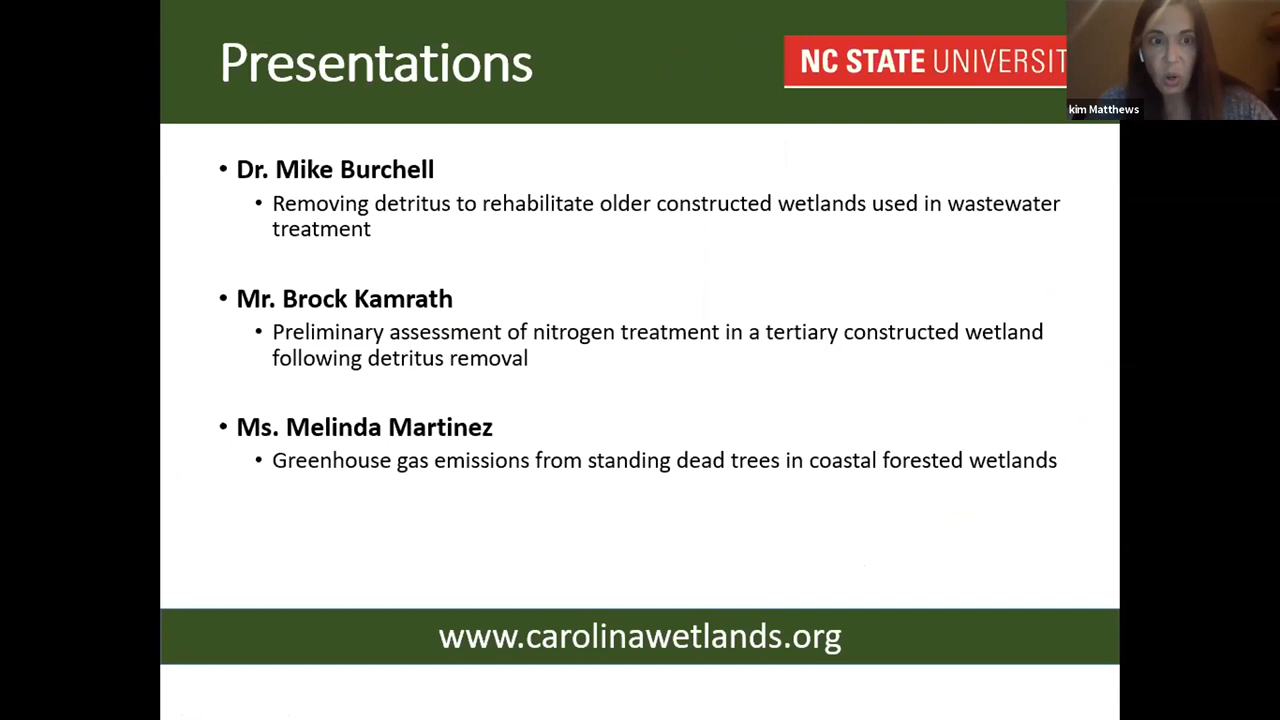 Presentations
NC STATE UNIVERSIT
kim Matthews
• Dr. Mike Burchell
• Removing detritus to rehabilitate older constructed wetlands used in wastewater
treatment
• Mr. Brock Kamrath
• Preliminary assessment of nitrogen treatment in a tertiary constructed wetland
following detritus removal
• Ms. Melinda Martinez
• Greenhouse gas emissions from standing dead trees in coastal forested wetlands
www.carolinawetlands.org